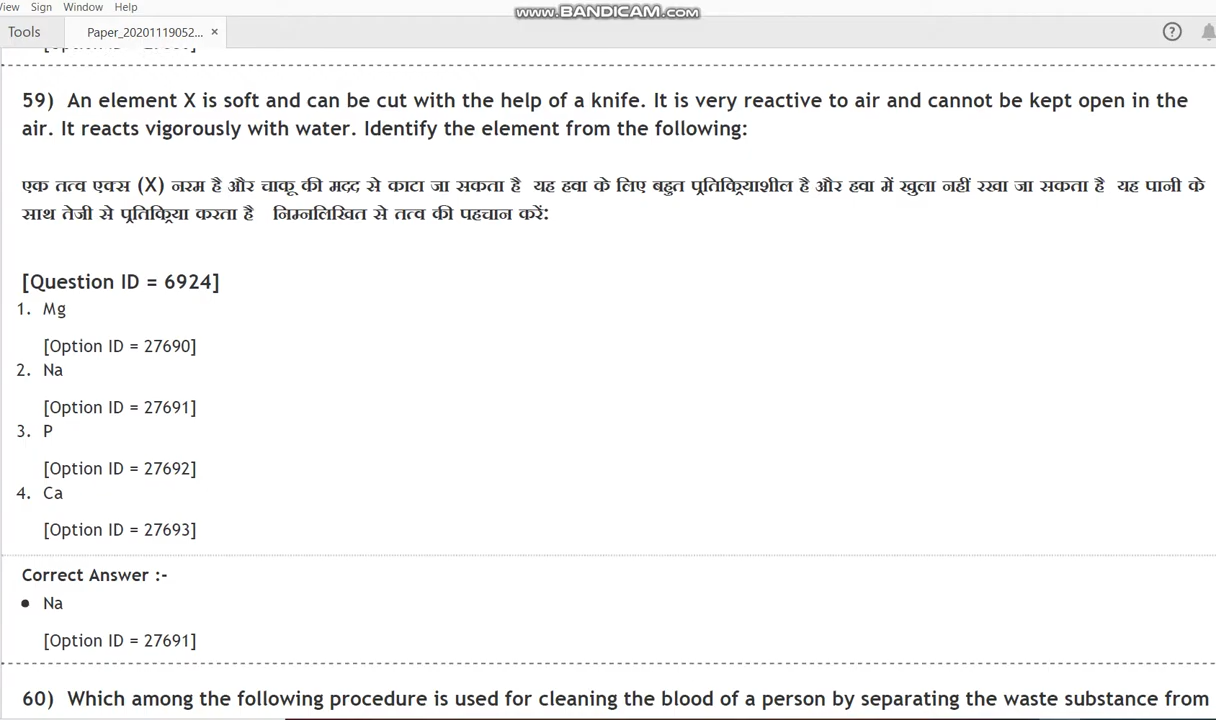 View Sign Window Help
www.BANDICAM.com
Tools Paper_20201119052... ×
59) An element X is soft and can be cut with the help of a knife. It is very reactive to air and cannot be kept open in the
air. It reacts vigorously with water. Identify the element from the following:
एक तत्व एक्स (X) नरम है और चाकू की मदद से काटा जा सकता है यह हवा के लिए बहुत प्रतिक्रियाशील है और हवा में खुला नहीं रखा जा सकता है यह पानी के
साथ तेजी से प्रतिक्रिया करता है निम्नलिखित से तत्व की पहचान करें:
[Question ID = 6924]
1. Mg
[Option ID = 27690]
2. Na
[Option ID = 27691]
3. P
[Option ID = 27692]
4. Ca
[Option ID = 27693]
Correct Answer :-
• Na
[Option ID = 27691]
60) Which among the following procedure is used for cleaning the blood of a person by separating the waste substance from